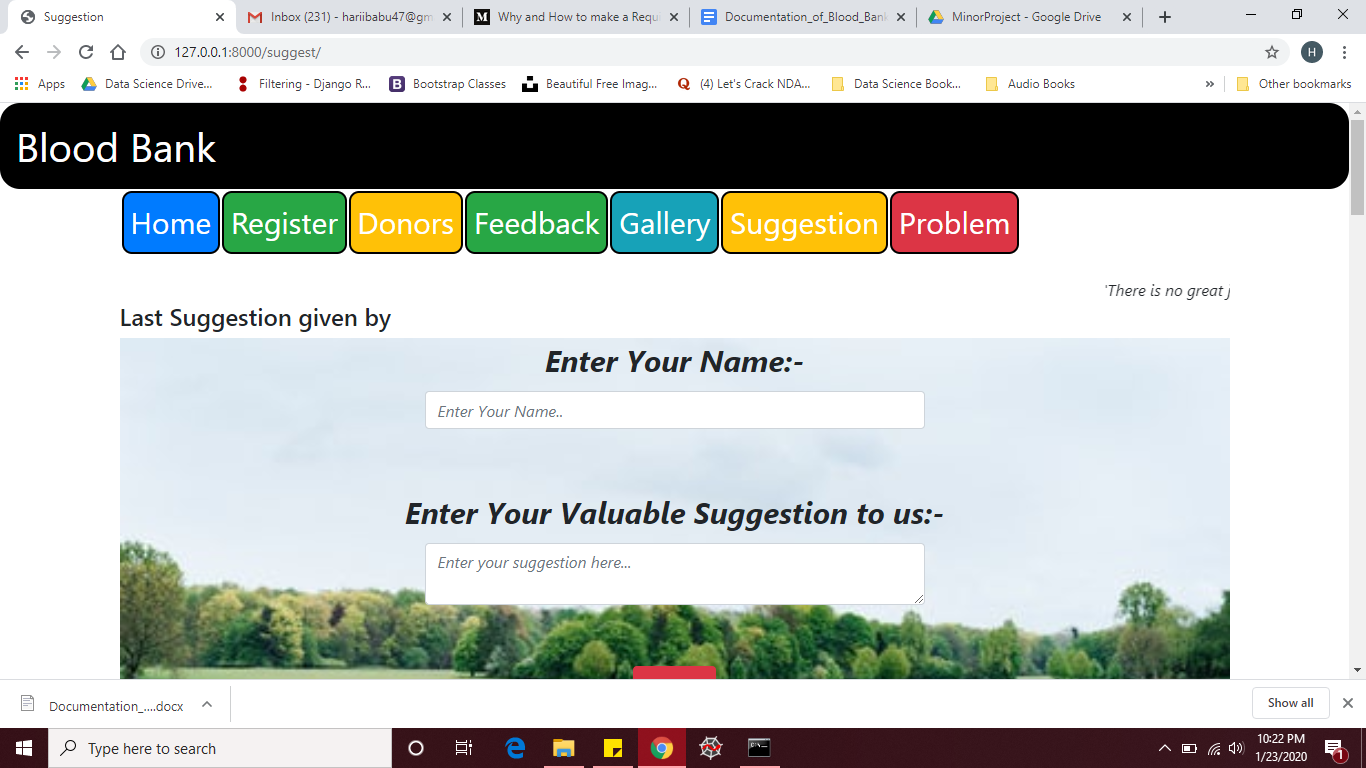 Suggestion
Inbox (231) - hariibabu47@gm
Why and How to make a Requ
Documentation_of_Blood_Bank
MinorProject - Google Drive
127.0.0.1:8000/suggest/
H
Apps
Data Science Drive...
Filtering - Django R...
Bootstrap Classes
Beautiful Free Imag...
(4) Let's Crack NDA...
Data Science Book...
Audio Books
»
Other bookmarks
Blood Bank
Home
Register
Donors
Feedback
Gallery
Suggestion
Problem
'There is no great j
Last Suggestion given by
Enter Your Name:-
Enter Your Name..
Enter Your Valuable Suggestion to us:-
Enter your suggestion here...
Documentation_....docx
Show all
Type here to search
10:22 PM
1/23/2020
1